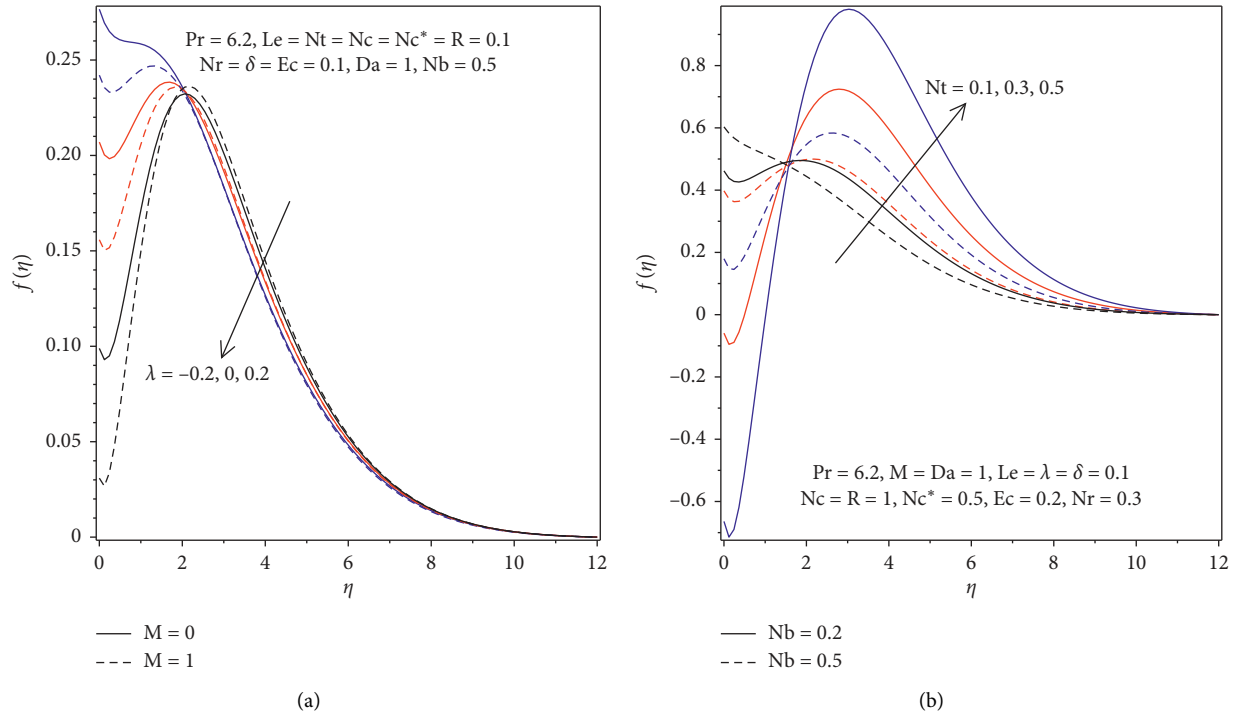 Pr = 6.2, Le = Nt = Nc = Nc* = R = 0.1
Nr = δ = Ec = 0.1, Da = 1, Nb = 0.5
0.25
0.20
0.15
0.10
0.05
0
f (η)
λ = –0.2, 0, 0.2
0 2 4 6 8 10 12
η
M = 0
M = 1
(a)
0.8
0.6
0.4
0.2
0
–0.2
–0.4
–0.6
f (η)
Nt = 0.1, 0.3, 0.5
Pr = 6.2, M = Da = 1, Le = λ = δ = 0.1
Nc = R = 1, Nc* = 0.5, Ec = 0.2, Nr = 0.3
0 2 4 6 8 10 12
η
Nb = 0.2
Nb = 0.5
(b)